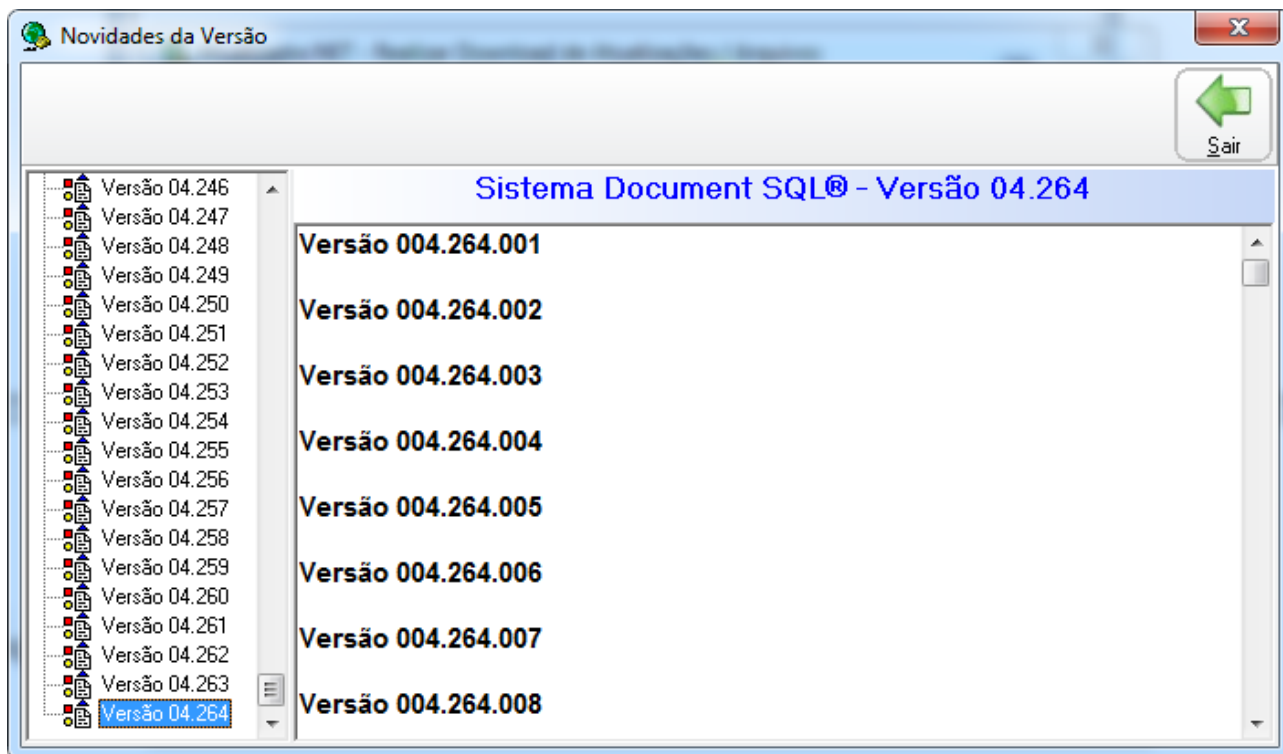 Novidades da Versão
Sair
Versão 04.246
Versão 04.247
Versão 04.248
Versão 04.249
Versão 04.250
Versão 04.251
Versão 04.252
Versão 04.253
Versão 04.254
Versão 04.255
Versão 04.256
Versão 04.257
Versão 04.258
Versão 04.259
Versão 04.260
Versão 04.261
Versão 04.262
Versão 04.263
Versão 04.264
Sistema Document SQL® - Versão 04.264
Versão 004.264.001
Versão 004.264.002
Versão 004.264.003
Versão 004.264.004
Versão 004.264.005
Versão 004.264.006
Versão 004.264.007
Versão 004.264.008